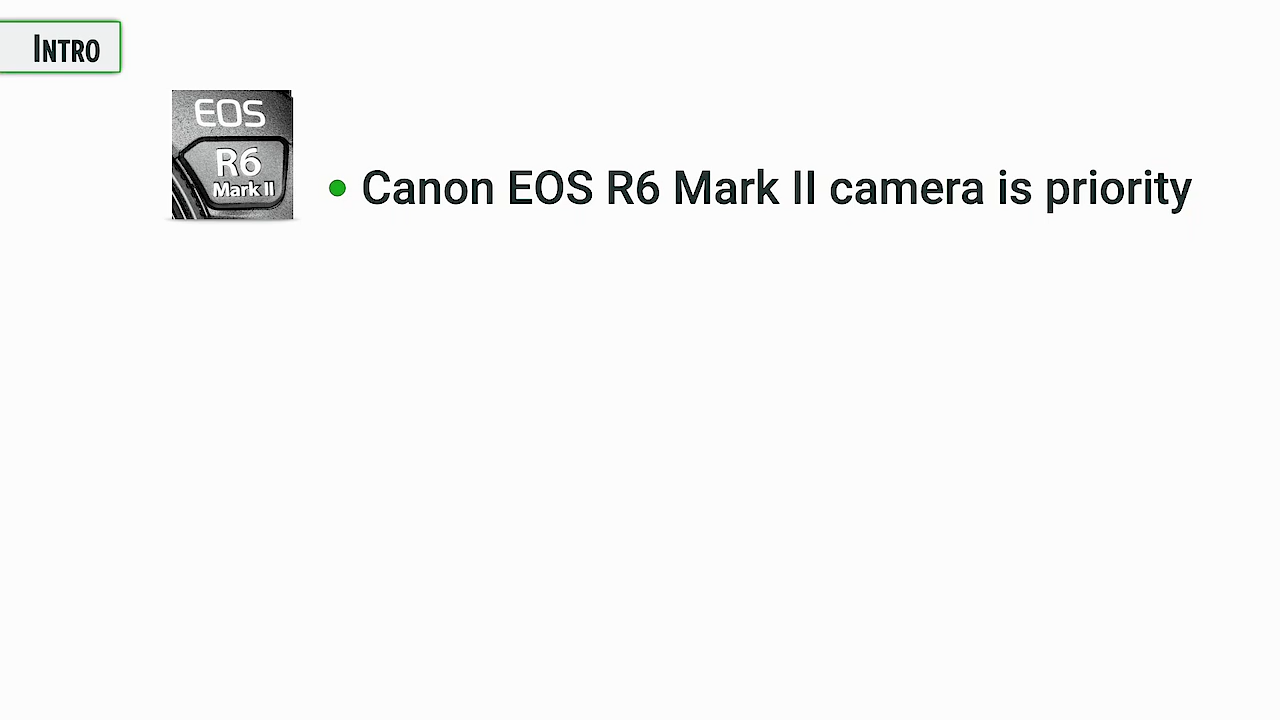 Intro
EOS
R6
Mark II
• Canon EOS R6 Mark II camera is priority